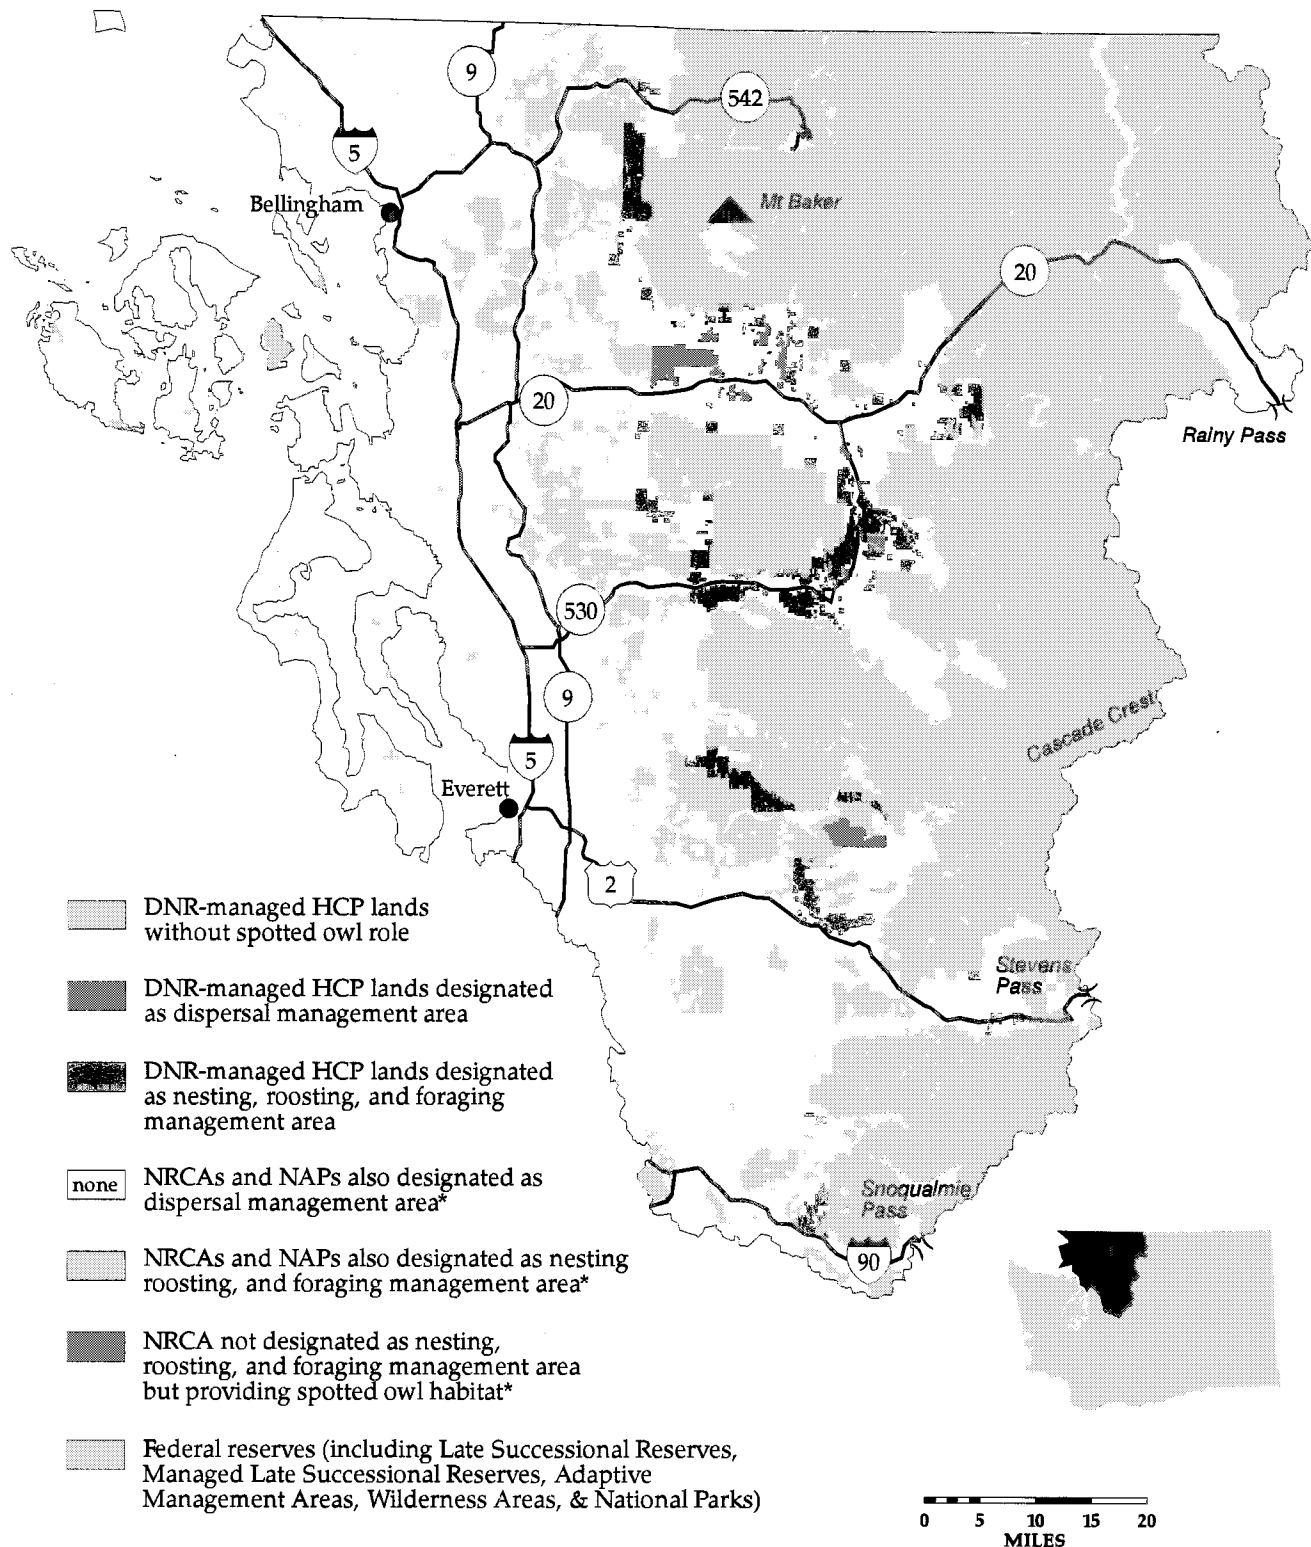 9
542
5
Bellingham
Mt Baker
20
20
Rainy Pass
530
9
Cascade Crest
5
Everett
2
DNR-managed HCP lands
without spotted owl role
Stevens
Pass
DNR-managed HCP lands designated
as dispersal management area
DNR-managed HCP lands designated
as nesting, roosting, and foraging
management area
none
NRCAs and NAPs also designated as
dispersal management area*
Snoqualmie
Pass
90
NRCAs and NAPs also designated as nesting
roosting, and foraging management area*
NRCA not designated as nesting,
roosting, and foraging management area
but providing spotted owl habitat*
Federal reserves (including Late Successional Reserves,
Managed Late Successional Reserves, Adaptive
Management Areas, Wilderness Areas, & National Parks)
0 5 10 15 20
MILES